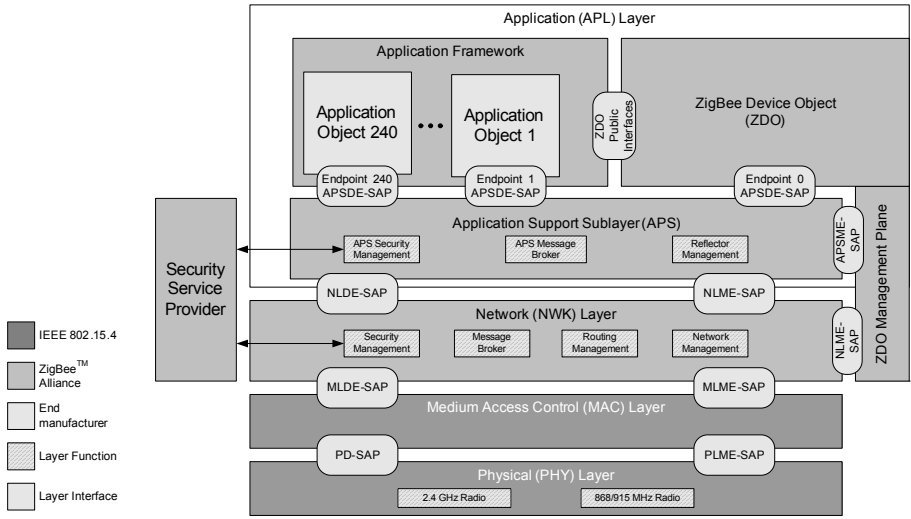 Application (APL) Layer
Application Framework
Application
Object 240
Application
Object 1
ZDO
Public
Interfaces
ZigBee Device Object
(ZDO)
Endpoint 240
APSDE-SAP
Endpoint 1
APSDE-SAP
Endpoint 0
APSDE-SAP
Application Support Sublayer (APS)
APS Security
Management
APS Message
Broker
Reflector
Management
APSME-
SAP
ZDO Management Plane
Security
Service
Provider
NLDE-SAP
NLME-SAP
Network (NWK) Layer
Security
Management
Message
Broker
Routing
Management
Network
Management
NLME-
SAP
MLDE-SAP
MLME-SAP
Medium Access Control (MAC) Layer
PD-SAP
PLME-SAP
Physical (PHY) Layer
2.4 GHz Radio
868/915 MHz Radio
IEEE 802.15.4
ZigBee™
Alliance
End
manufacturer
Layer Function
Layer Interface